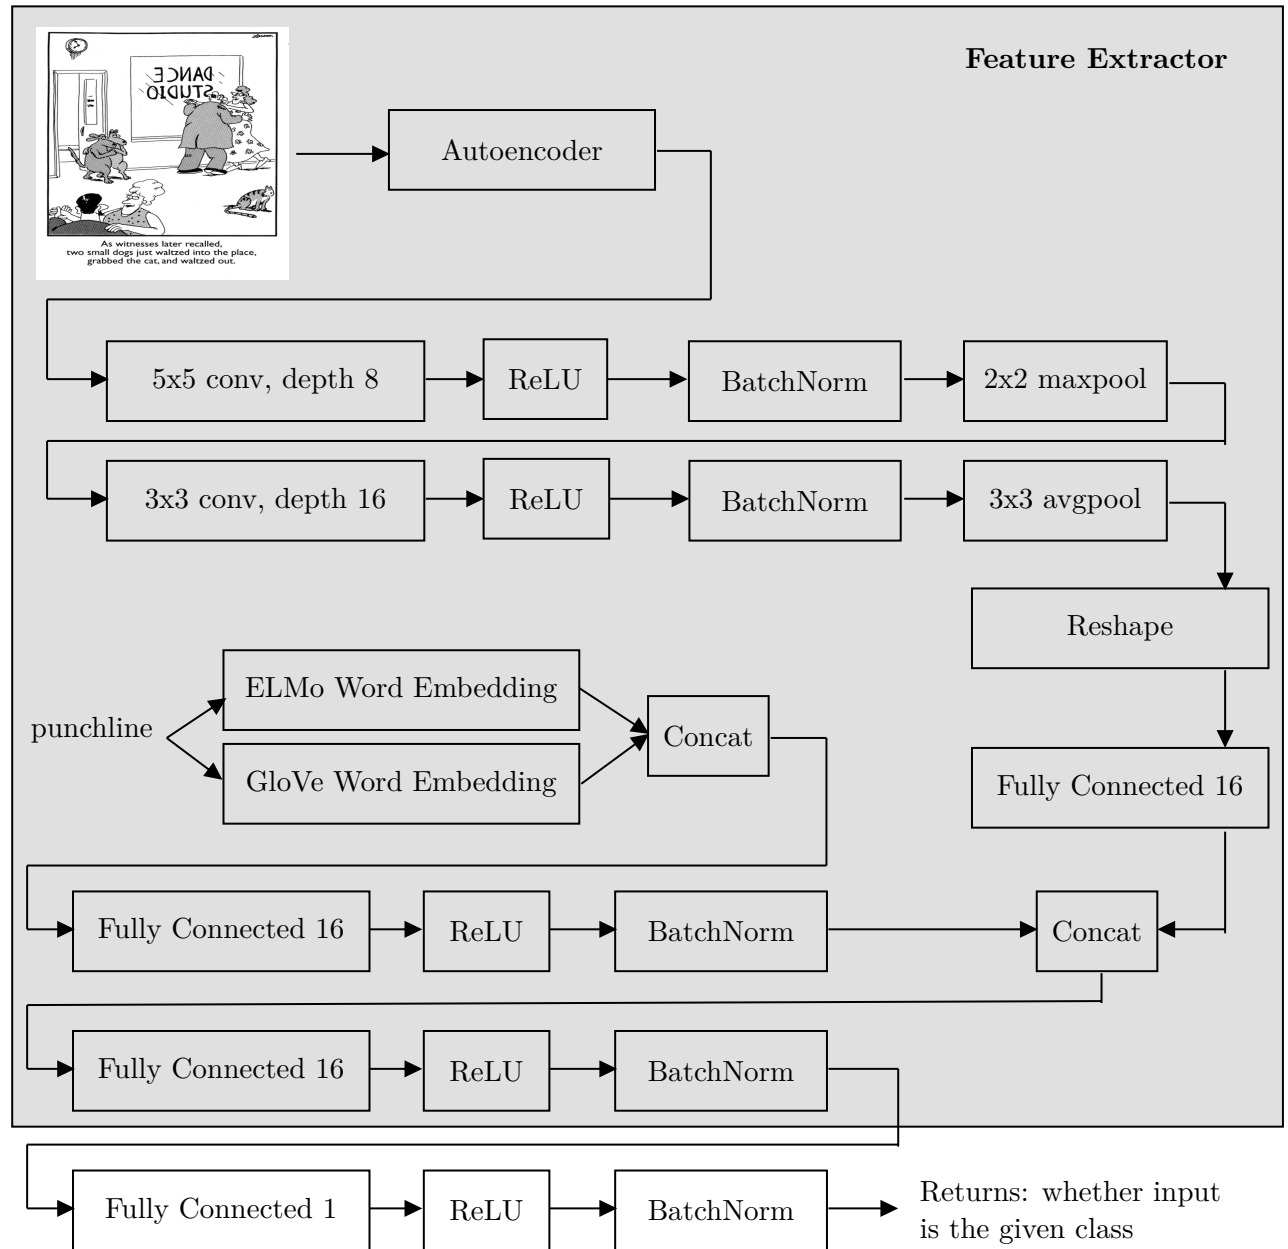 Feature Extractor
DANCE
STUDIO
As witnesses later recalled,
two small dogs just waltzed into the place,
grabbed the cat, and waltzed out.
Autoencoder
5x5 conv, depth 8
ReLU
BatchNorm
2x2 maxpool
3x3 conv, depth 16
ReLU
BatchNorm
3x3 avgpool
Reshape
ELMo Word Embedding
punchline
Concat
GloVe Word Embedding
Fully Connected 16
Fully Connected 16
ReLU
BatchNorm
Concat
Fully Connected 16
ReLU
BatchNorm
Fully Connected 1
ReLU
BatchNorm
Returns: whether input
is the given class